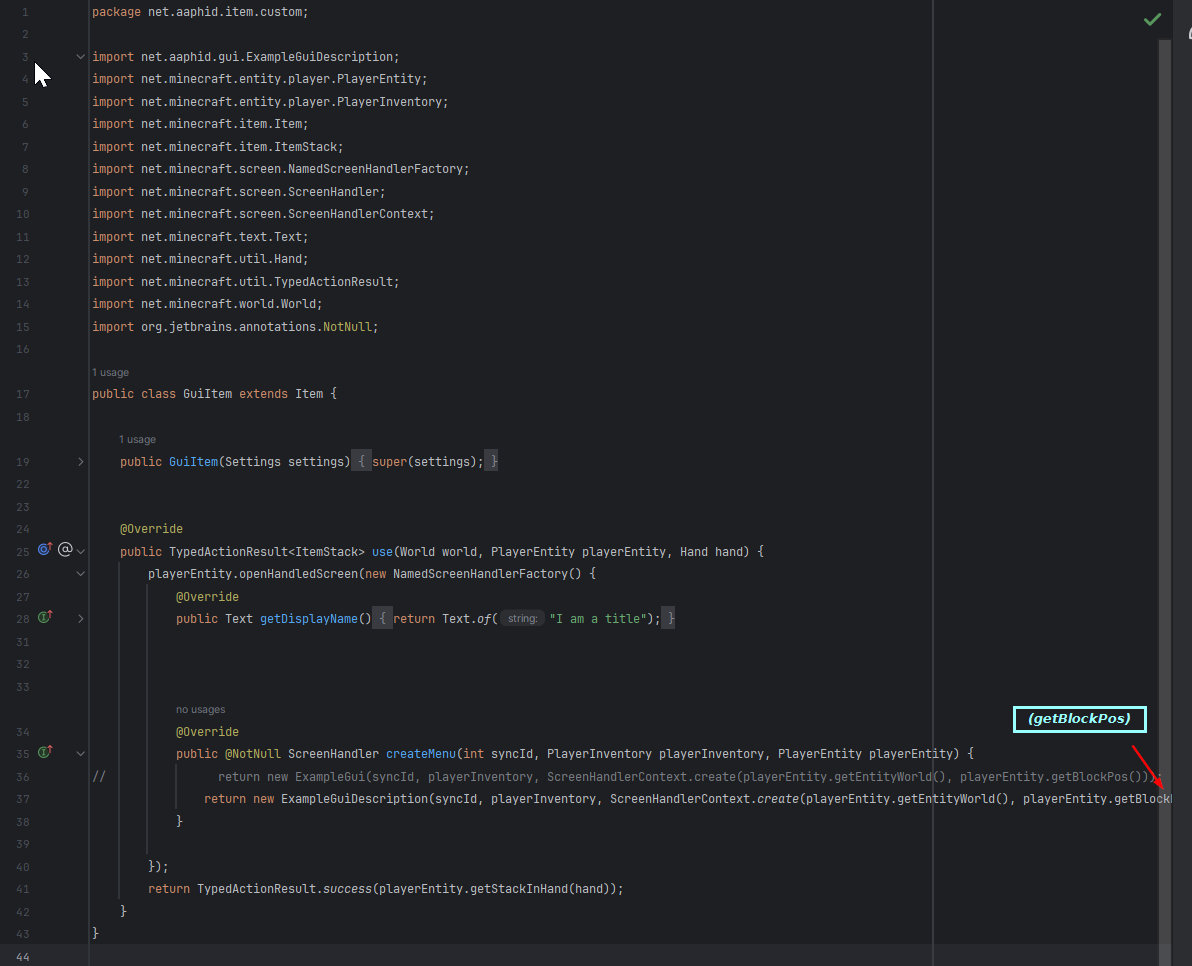 1 package net.aaphid.item.custom;
2
3 import net.aaphid.gui.ExampleGuiDescription;
4 import net.minecraft.entity.player.PlayerEntity;
5 import net.minecraft.entity.player.PlayerInventory;
6 import net.minecraft.item.Item;
7 import net.minecraft.item.ItemStack;
8 import net.minecraft.screen.NamedScreenHandlerFactory;
9 import net.minecraft.screen.ScreenHandler;
10 import net.minecraft.screen.ScreenHandlerContext;
11 import net.minecraft.text.Text;
12 import net.minecraft.util.Hand;
13 import net.minecraft.util.TypedActionResult;
14 import net.minecraft.world.World;
15 import org.jetbrains.annotations.NotNull;
16
1 usage
17 public class GuiItem extends Item {
18
1 usage
19 public GuiItem(Settings settings) { super(settings); }
22
23
24 @Override
25 @ public TypedActionResult<ItemStack> use(World world, PlayerEntity playerEntity, Hand hand) {
26 playerEntity.openHandledScreen(new NamedScreenHandlerFactory() {
27 @Override
28 public Text getDisplayName() { return Text.of( string: "I am a title"); }
31
32
33
no usages
(getBlockPos)
34 @Override
35 public @NotNull ScreenHandler createMenu(int syncId, PlayerInventory playerInventory, PlayerEntity playerEntity) {
36 // return new ExampleGui(syncId, playerInventory, ScreenHandlerContext.create(playerEntity.getEntityWorld(), playerEntity.getBlockPos()));
37 return new ExampleGuiDescription(syncId, playerInventory, ScreenHandlerContext.create(playerEntity.getEntityWorld(), playerEntity.getBlock
38 }
39
40 });
41 return TypedActionResult.success(playerEntity.getStackInHand(hand));
42 }
43 }
44